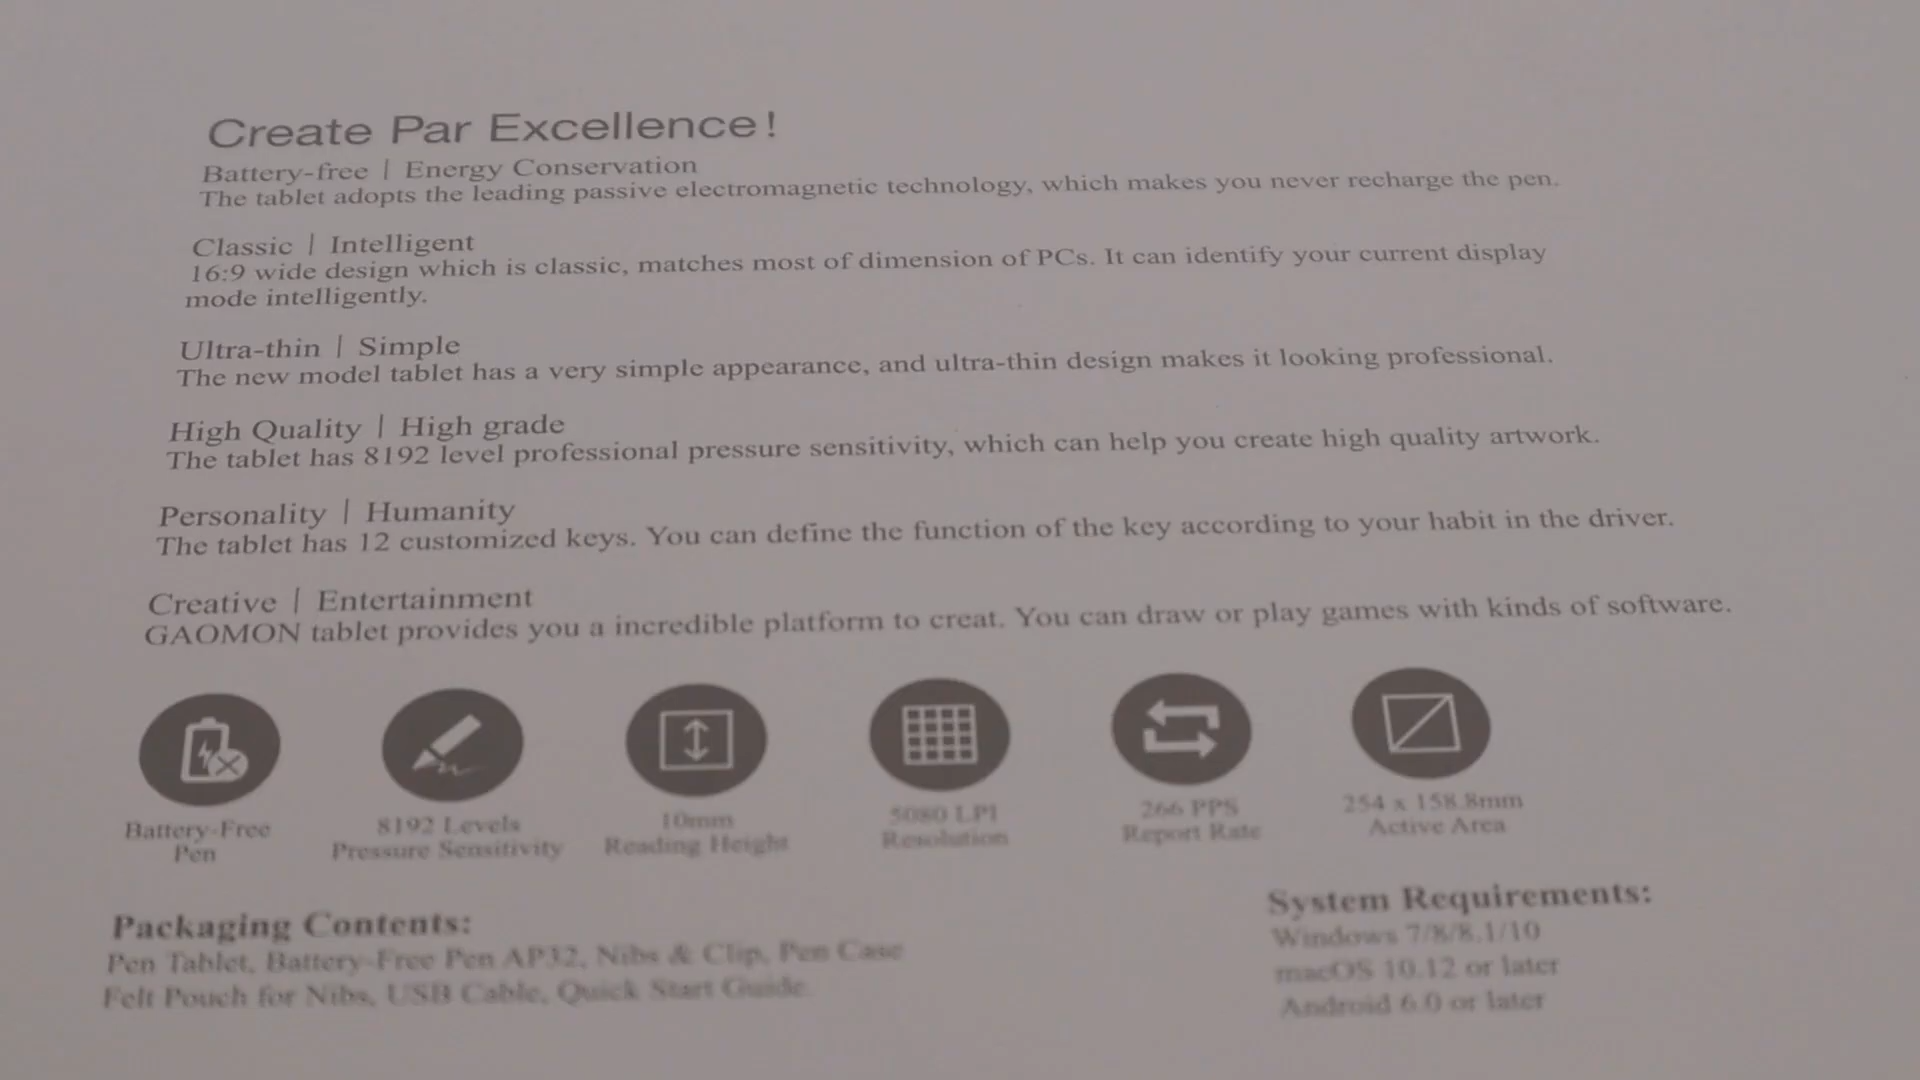 Create Par Excellence!
Battery-free | Energy Conservation
The tablet adopts the leading passive electromagnetic technology, which makes you never recharge the pen.
Classic | Intelligent
16:9 wide design which is classic, matches most of dimension of PCs. It can identify your current display
mode intelligently.
Ultra-thin | Simple
The new model tablet has a very simple appearance, and ultra-thin design makes it looking professional.
High Quality | High grade
The tablet has 8192 level professional pressure sensitivity, which can help you create high quality artwork.
Personality | Humanity
The tablet has 12 customized keys. You can define the function of the key according to your habit in the driver.
Creative | Entertainment
GAOMON tablet provides you a incredible platform to creat. You can draw or play games with kinds of software.
Battery-Free
Pen
8192 Levels
Pressure Sensitivity
10mm
Reading Height
5080 LPI
Resolution
266 PPS
Report Rate
254 x 158.8mm
Active Area
Packaging Contents:
Pen Tablet, Battery-Free Pen AP32, Nibs & Clip, Pen Case
Felt Pouch for Nibs, USB Cable, Quick Start Guide
System Requirements:
Windows 7/8/8.1/10
macOS 10.12 or later
Android 6.0 or later